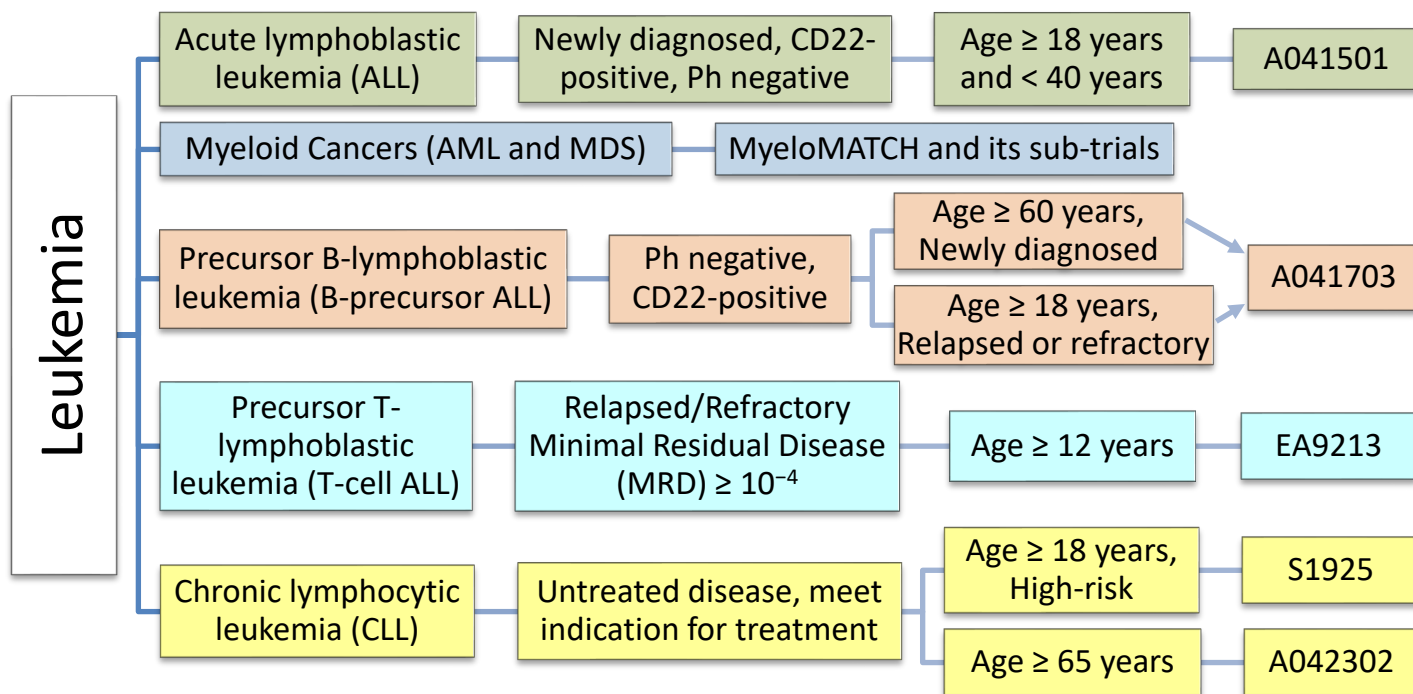 Leukemia
Acute lymphoblastic
leukemia (ALL)
Newly diagnosed, CD22-
positive, Ph negative
Age ≥ 18 years
and < 40 years
A041501
Myeloid Cancers (AML and MDS)
MyeloMATCH and its sub-trials
Precursor B-lymphoblastic
leukemia (B-precursor ALL)
Ph negative,
CD22-positive
Age ≥ 60 years,
Newly diagnosed
Age ≥ 18 years,
Relapsed or refractory
A041703
Precursor T-
lymphoblastic
leukemia (T-cell ALL)
Relapsed/Refractory
Minimal Residual Disease
(MRD) ≥ 10⁻⁴
Age ≥ 12 years
EA9213
Chronic lymphocytic
leukemia (CLL)
Untreated disease, meet
indication for treatment
Age ≥ 18 years,
High-risk
S1925
Age ≥ 65 years
A042302